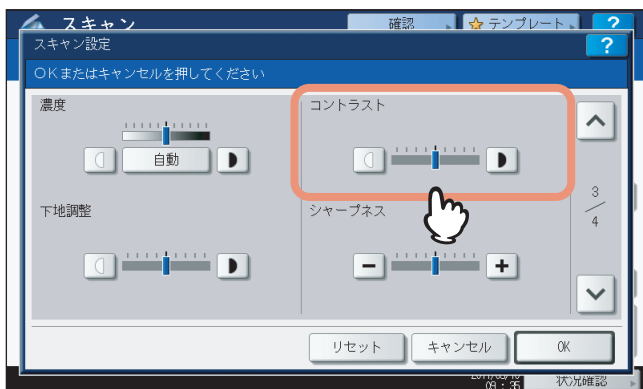 スキャン
確認
テンプレート
?
スキャン設定
?
OKまたはキャンセルを押してください
濃度
コントラスト
自動
下地調整
シャープネス
3
4
リセット
キャンセル
OK
09:35
状況確認